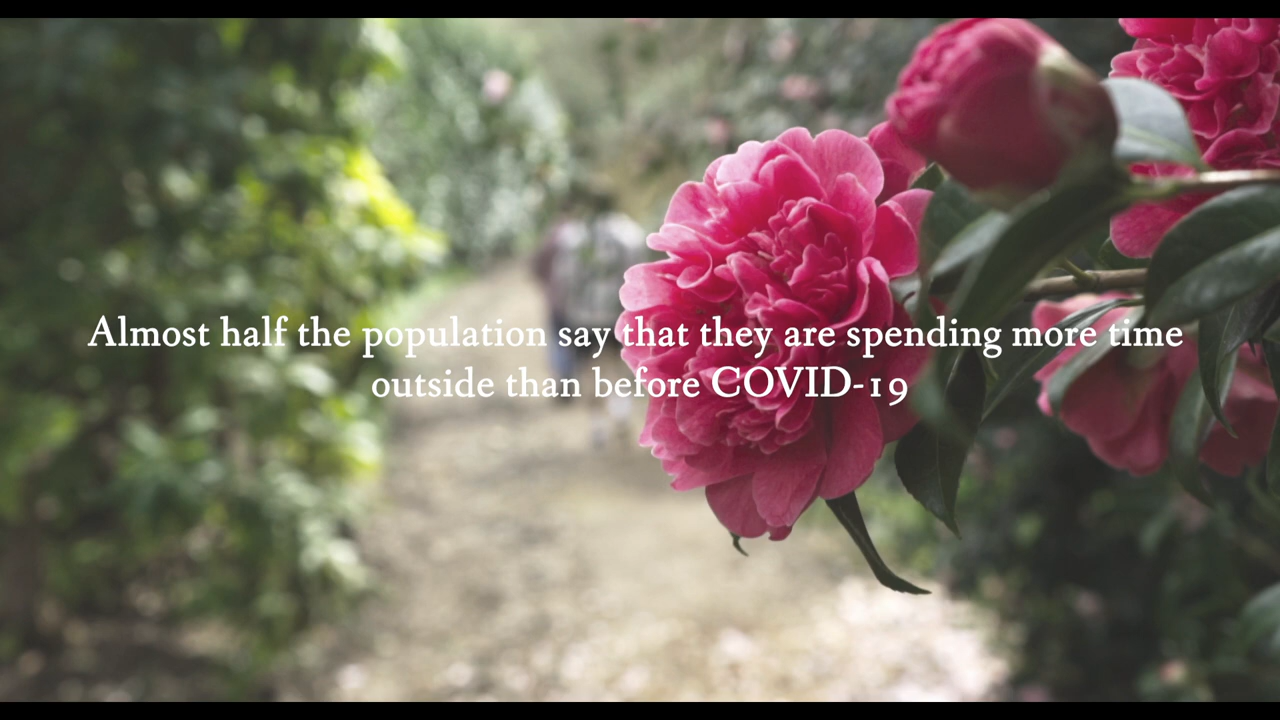 Almost half the population say that they are spending more time
outside than before COVID-19